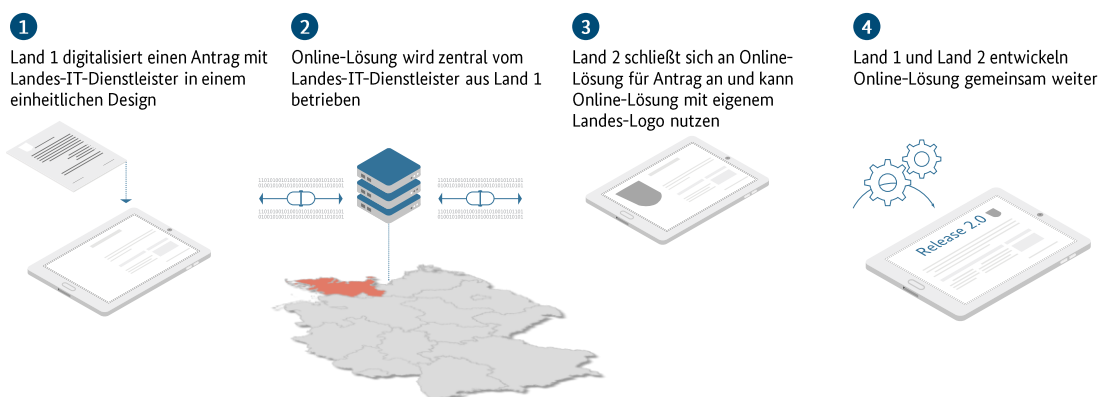 1
Land 1 digitalisiert einen Antrag mit
Landes-IT-Dienstleister in einem
einheitlichen Design
2
Online-Lösung wird zentral vom
Landes-IT-Dienstleister aus Land 1
betrieben
3
Land 2 schließt sich an Online-
Lösung für Antrag an und kann
Online-Lösung mit eigenem
Landes-Logo nutzen
4
Land 1 und Land 2 entwickeln
Online-Lösung gemeinsam weiter
Release 2.0